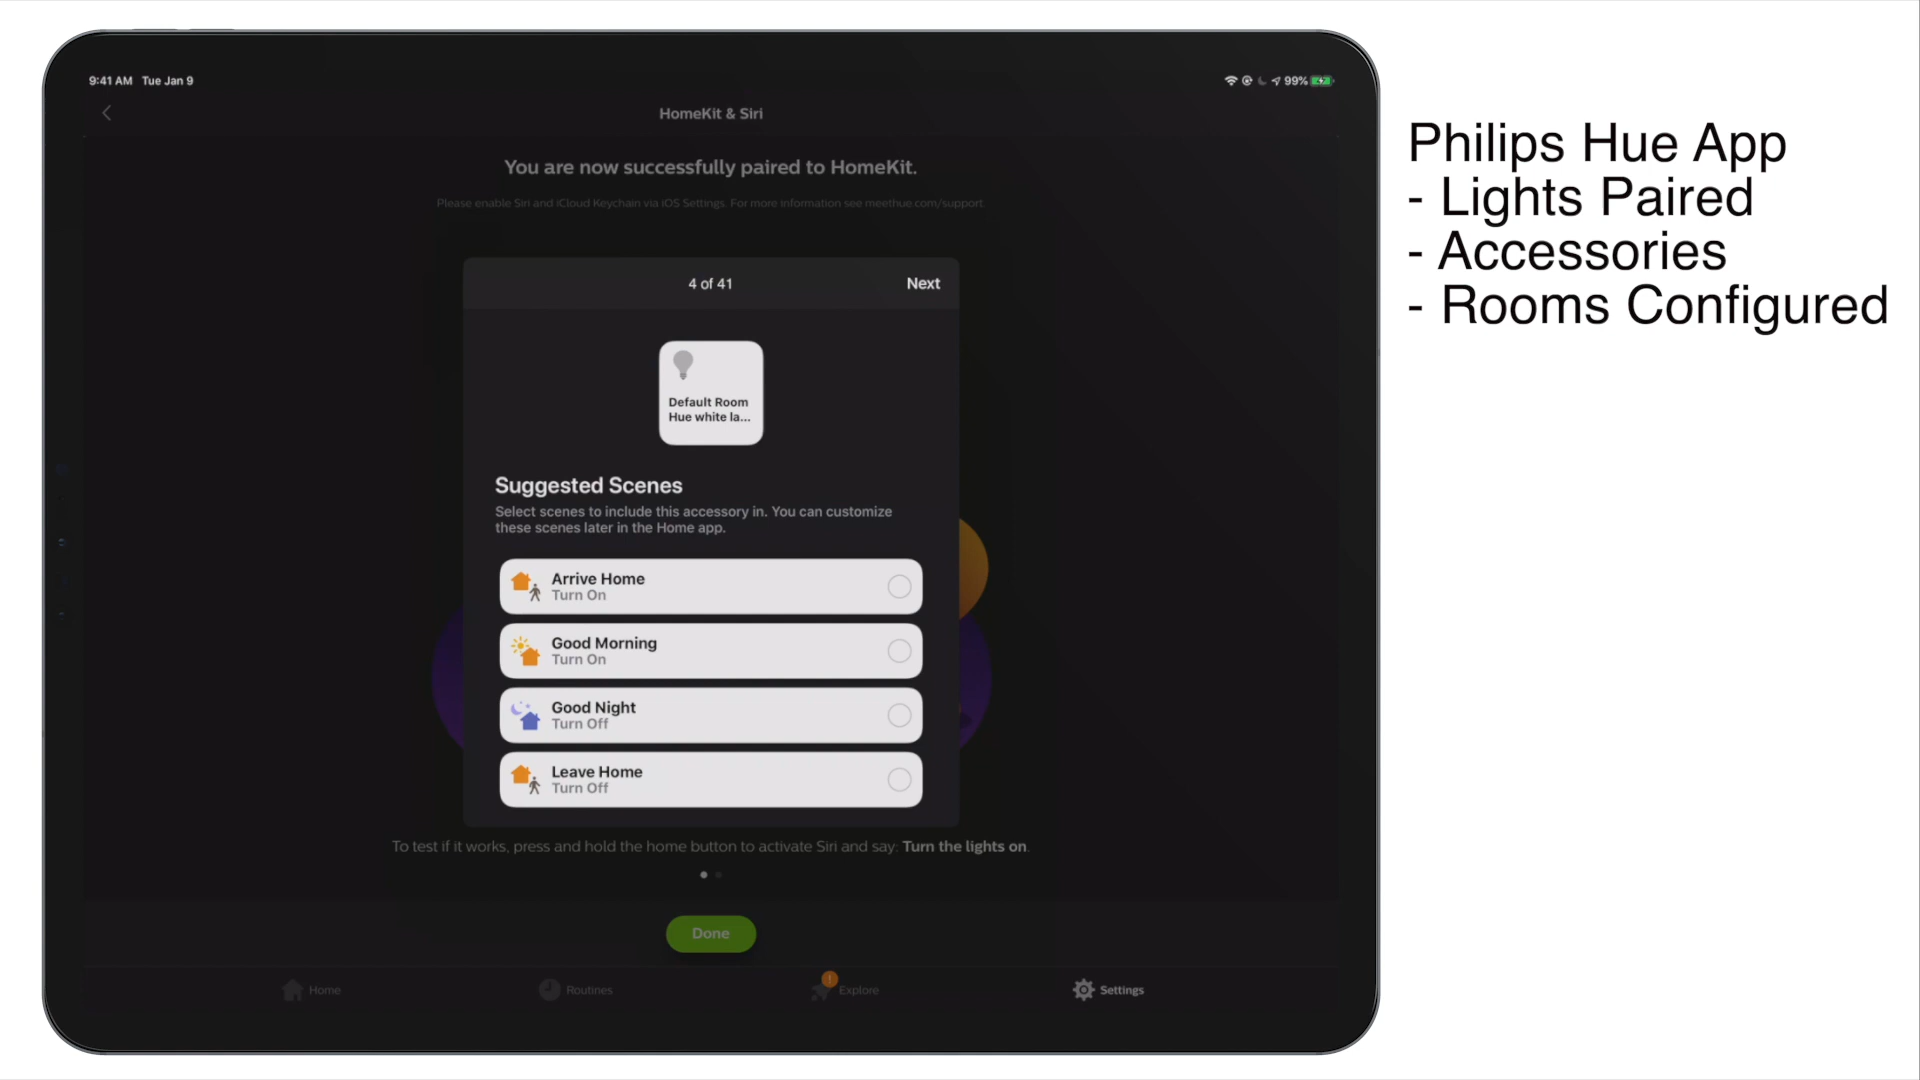 9:41 AM Tue Jan 9
99%
HomeKit & Siri
You are now successfully paired to HomeKit.
Please enable Siri and iCloud Keychain via iOS Settings. For more information see meethue.com/support.
4 of 41
Next
Default Room
Hue white la...
Suggested Scenes
Select scenes to include this accessory in. You can customize
these scenes later in the Home app.
Arrive Home
Turn On
Good Morning
Turn On
Good Night
Turn Off
Leave Home
Turn Off
To test if it works, press and hold the home button to activate Siri and say: Turn the lights on.
Done
Home
Routines
Explore
Settings
Philips Hue App
- Lights Paired
- Accessories
- Rooms Configured